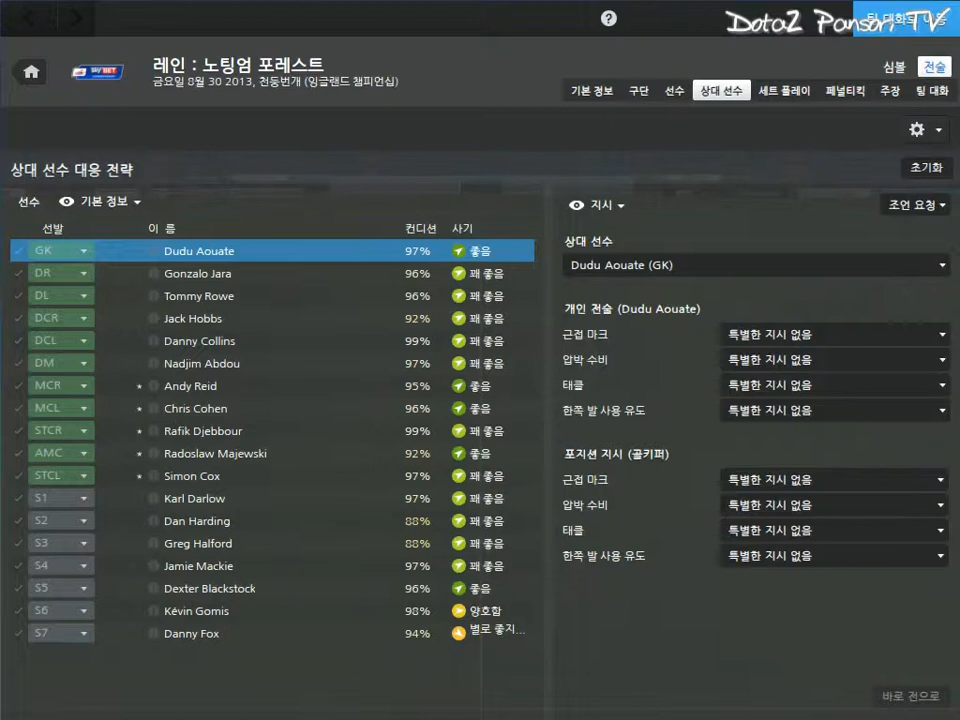 Dota2 Pansori TV
레인 : 노팅엄 포레스트
금요일 8월 30 2013, 천둥번개 (잉글랜드 챔피언십)
심볼 전술
기본 정보 구단 선수 상대 선수 세트 플레이 페널티킥 주장 팀 대화
상대 선수 대응 전략 초기화
선수 기본 정보 지시 조언 요청
선발 이 름 컨디션 사기
GK Dudu Aouate 97% 좋음
DR Gonzalo Jara 96% 꽤 좋음
DL Tommy Rowe 96% 꽤 좋음
DCR Jack Hobbs 92% 꽤 좋음
DCL Danny Collins 99% 꽤 좋음
DM Nadjim Abdou 97% 꽤 좋음
MCR Andy Reid 95% 좋음
MCL Chris Cohen 96% 좋음
STCR Rafik Djebbour 99% 꽤 좋음
AMC Radoslaw Majewski 92% 좋음
STCL Simon Cox 97% 꽤 좋음
S1 Karl Darlow 97% 꽤 좋음
S2 Dan Harding 88% 꽤 좋음
S3 Greg Halford 88% 꽤 좋음
S4 Jamie Mackie 97% 꽤 좋음
S5 Dexter Blackstock 96% 좋음
S6 Kévin Gomis 98% 양호함
S7 Danny Fox 94% 별로 좋지...
상대 선수
Dudu Aouate (GK)
개인 전술 (Dudu Aouate)
근접 마크 특별한 지시 없음
압박 수비 특별한 지시 없음
태클 특별한 지시 없음
한쪽 발 사용 유도 특별한 지시 없음
포지션 지시 (골키퍼)
근접 마크 특별한 지시 없음
압박 수비 특별한 지시 없음
태클 특별한 지시 없음
한쪽 발 사용 유도 특별한 지시 없음
바로 전으로